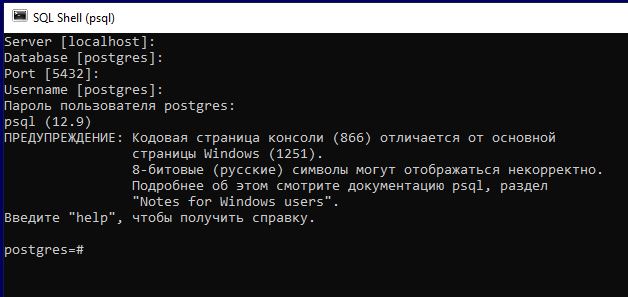 SQL Shell (psql)
Server [localhost]:
Database [postgres]:
Port [5432]:
Username [postgres]:
Пароль пользователя postgres:
psql (12.9)
ПРЕДУПРЕЖДЕНИЕ: Кодовая страница консоли (866) отличается от основной
страницы Windows (1251).
8-битовые (русские) символы могут отображаться некорректно.
Подробнее об этом смотрите документацию psql, раздел
"Notes for Windows users".
Введите "help", чтобы получить справку.
postgres=#